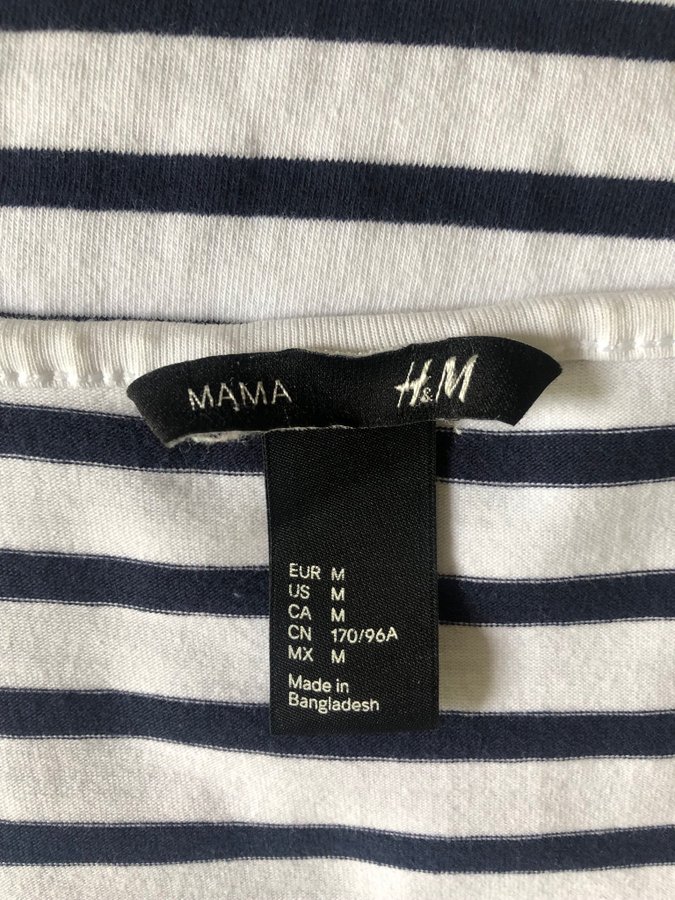 MAMA H&M
EUR M
US M
CA M
CN 170/96A
MX M
Made in
Bangladesh